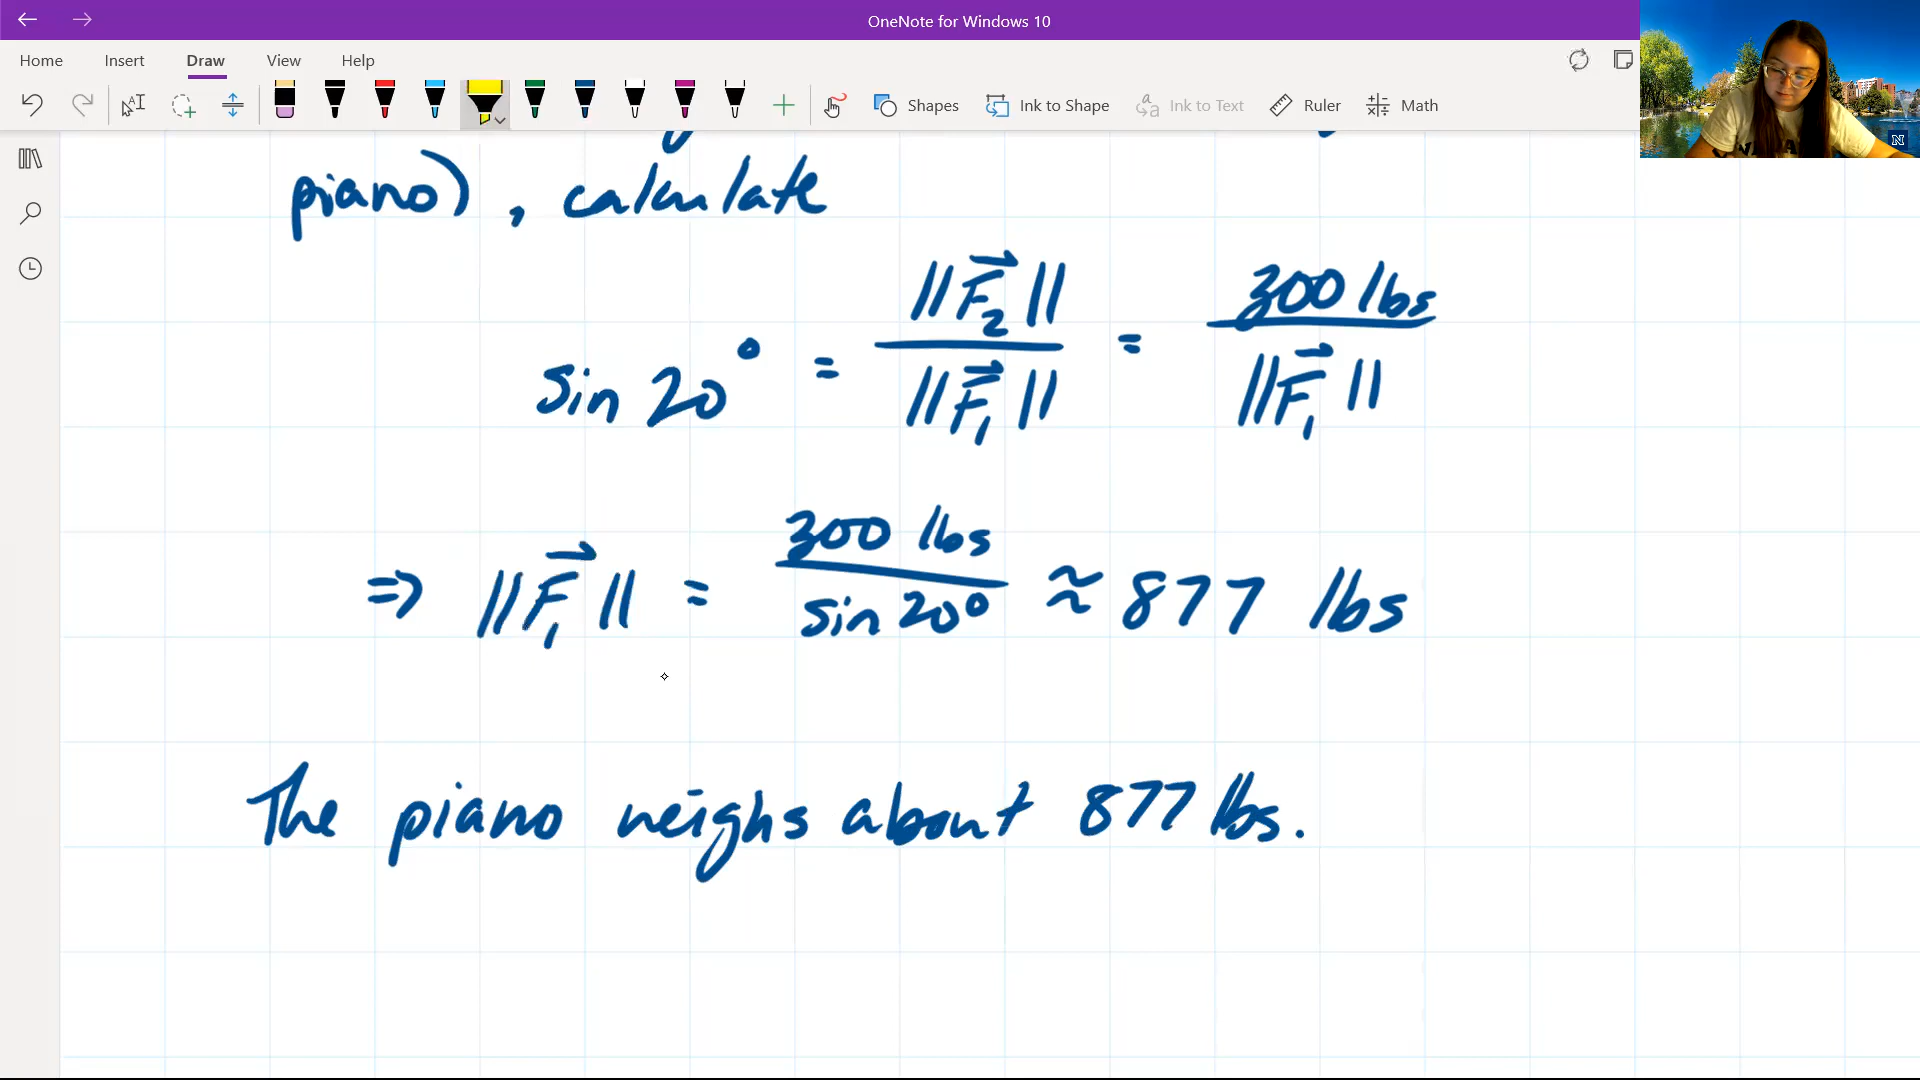 OneNote for Windows 10
Home Insert Draw View Help
Shapes Ink to Shape Ink to Text Ruler Math
N
piano), calculate
sin 20° = ||F⃗₂|| / ||F⃗₁|| = 300 lbs / ||F⃗₁||
⇒ ||F⃗₁|| = 300 lbs / sin 20° ≈ 877 lbs
The piano weighs about 877 lbs.